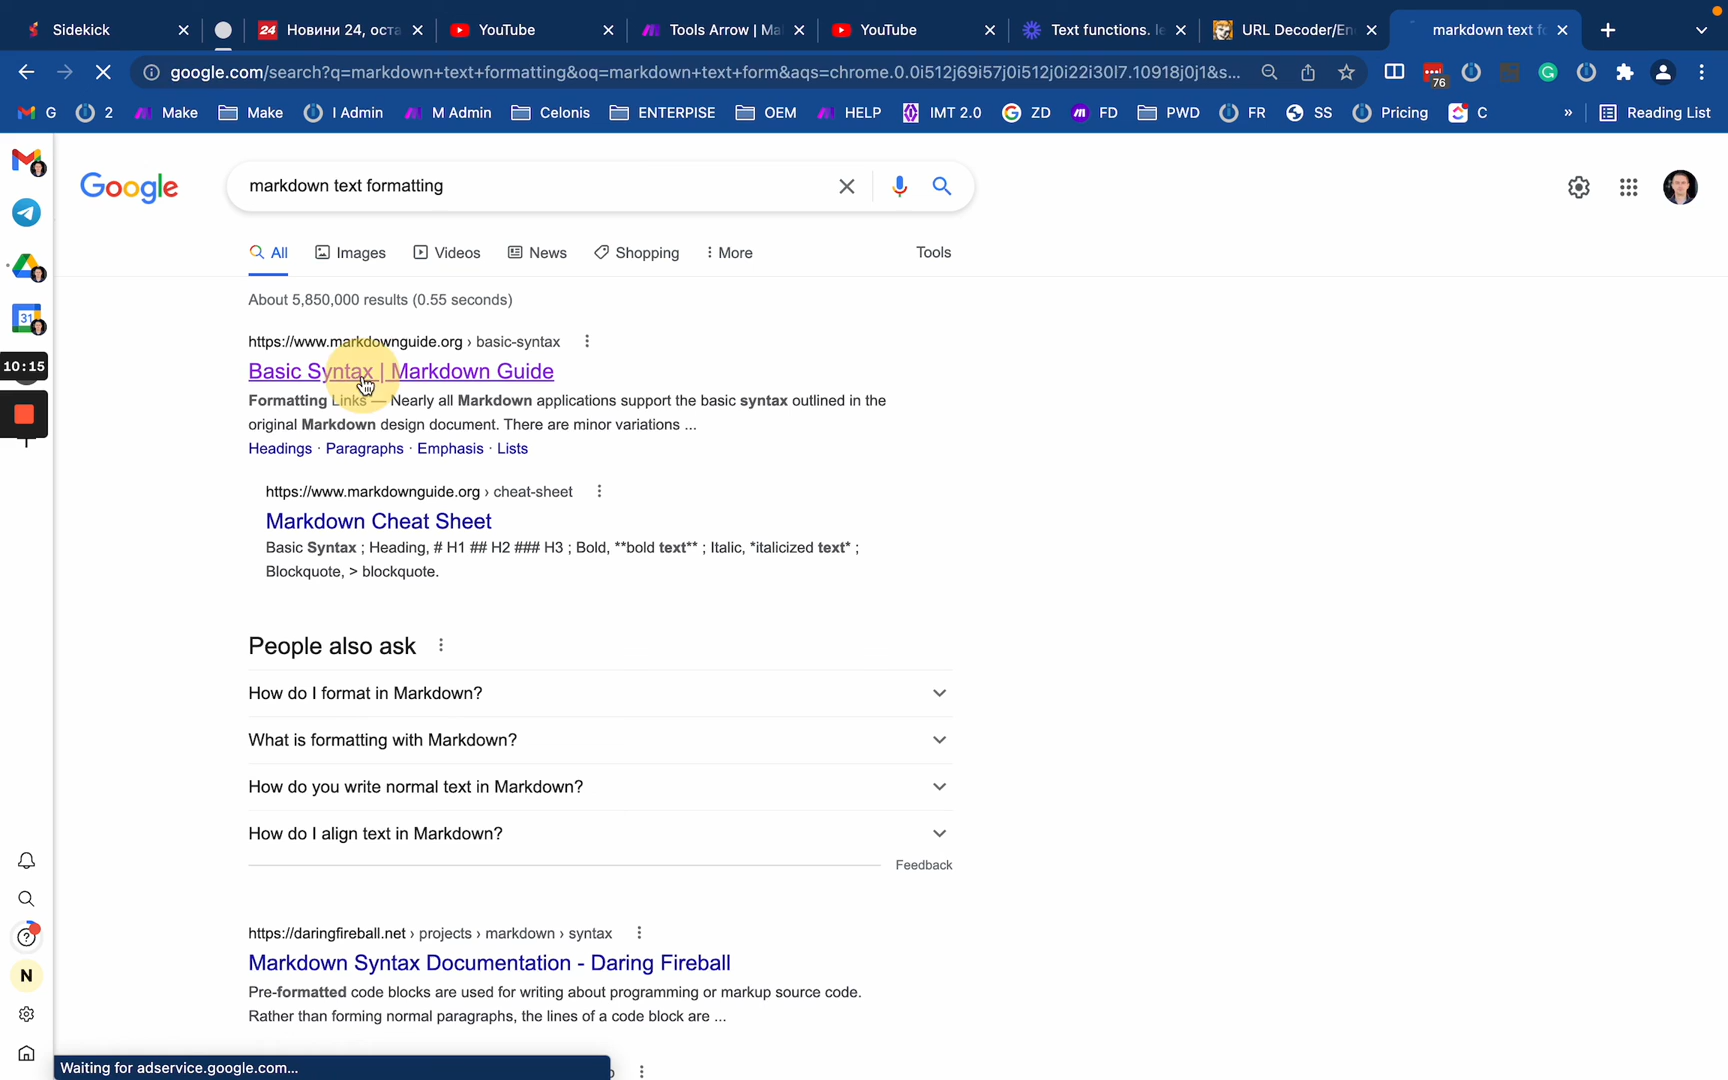 Sidekick
Новини 24, оста
YouTube
Tools Arrow | Ma
YouTube
Text functions. le
URL Decoder/En
markdown text fo
google.com/search?q=markdown+text+formatting&oq=markdown+text+form&aqs=chrome.0.0i512j69i57j0i512j0i22i30l7.10918j0j1&s...
76
G
2
Make
Make
I Admin
M Admin
Celonis
ENTERPISE
OEM
HELP
IMT 2.0
ZD
FD
PWD
FR
SS
Pricing
C
»
Reading List
Google
markdown text formatting
All
Images
Videos
News
Shopping
More
Tools
About 5,850,000 results (0.55 seconds)
31
10:15
https://www.markdownguide.org › basic-syntax
Basic Syntax | Markdown Guide
Formatting Links — Nearly all Markdown applications support the basic syntax outlined in the
original Markdown design document. There are minor variations ...
Headings · Paragraphs · Emphasis · Lists
https://www.markdownguide.org › cheat-sheet
Markdown Cheat Sheet
Basic Syntax ; Heading, # H1 ## H2 ### H3 ; Bold, **bold text** ; Italic, *italicized text* ;
Blockquote, > blockquote.
People also ask
How do I format in Markdown?
What is formatting with Markdown?
How do you write normal text in Markdown?
How do I align text in Markdown?
Feedback
https://daringfireball.net › projects › markdown › syntax
Markdown Syntax Documentation - Daring Fireball
Pre-formatted code blocks are used for writing about programming or markup source code.
Rather than forming normal paragraphs, the lines of a code block are ...
N
Waiting for adservice.google.com...